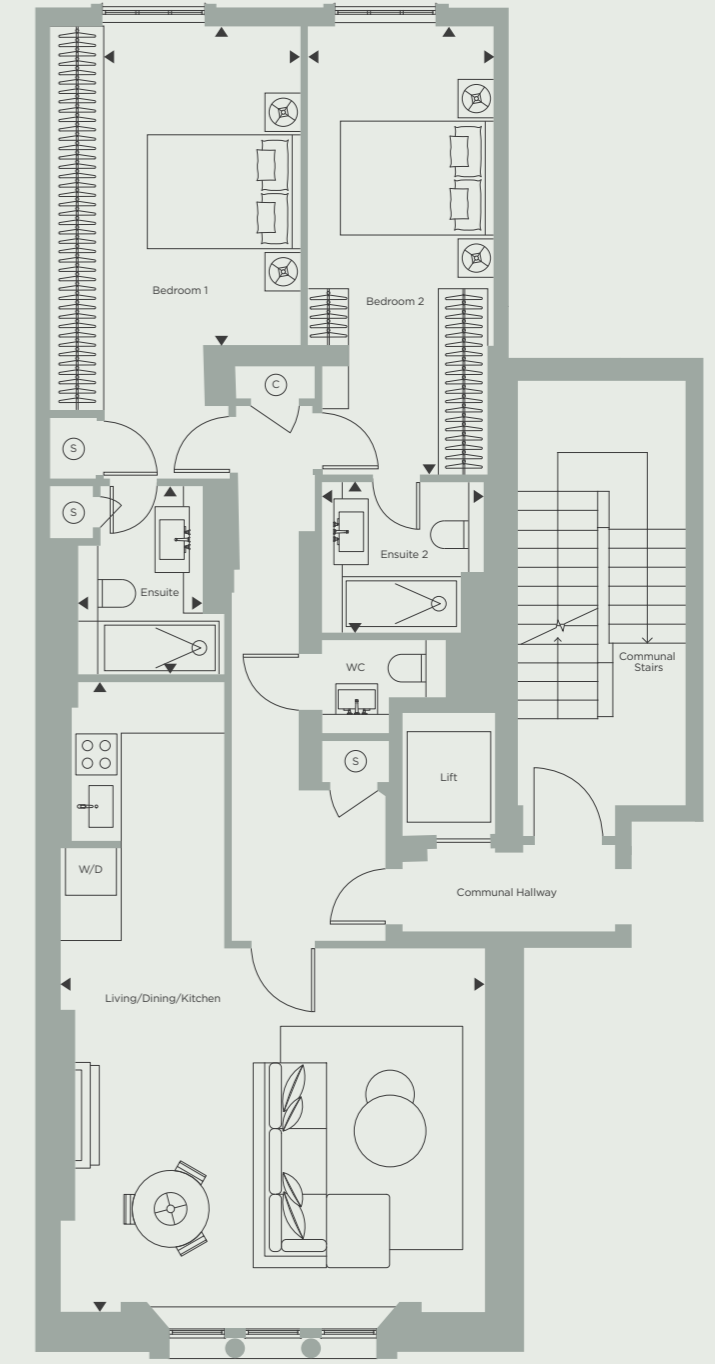 Bedroom 1
Bedroom 2
C
S
S
Ensuite 2
Ensuite
Communal
Stairs
WC
S
Lift
W/D
Communal Hallway
Living/Dining/Kitchen